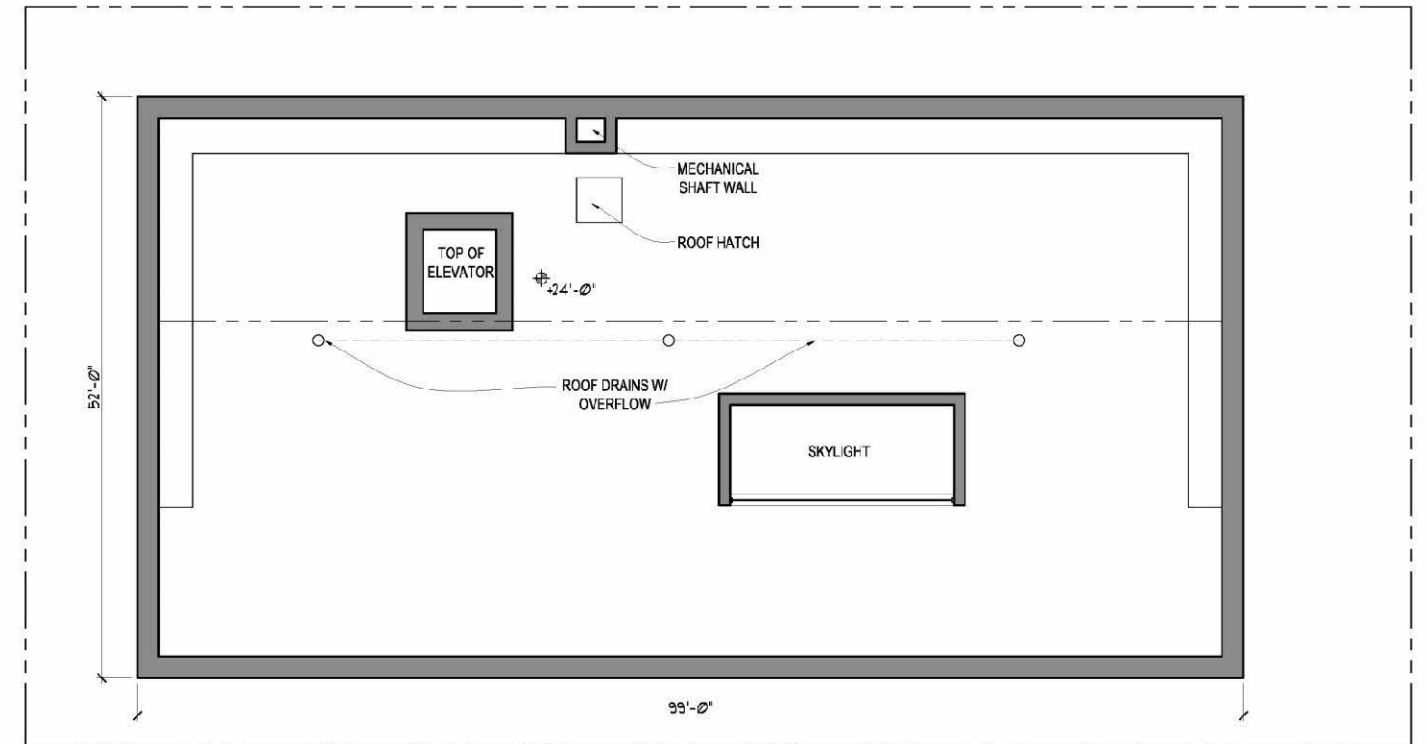 MECHANICAL
SHAFT WALL
ROOF HATCH
TOP OF
ELEVATOR
+24'-0"
52'-0"
ROOF DRAINS W/
OVERFLOW
SKYLIGHT
99'-0"